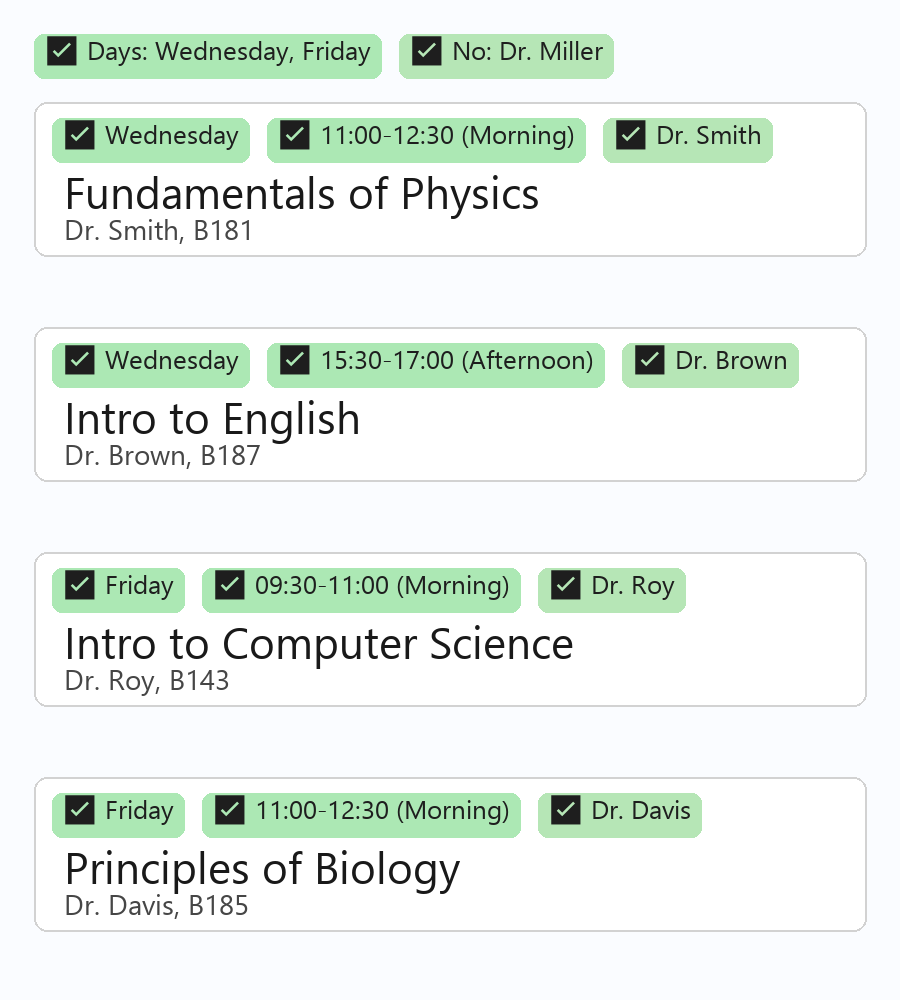 Days: Wednesday, Friday No: Dr. Miller
Wednesday 11:00-12:30 (Morning) Dr. Smith
Fundamentals of Physics
Dr. Smith, B181
Wednesday 15:30-17:00 (Afternoon) Dr. Brown
Intro to English
Dr. Brown, B187
Friday 09:30-11:00 (Morning) Dr. Roy
Intro to Computer Science
Dr. Roy, B143
Friday 11:00-12:30 (Morning) Dr. Davis
Principles of Biology
Dr. Davis, B185